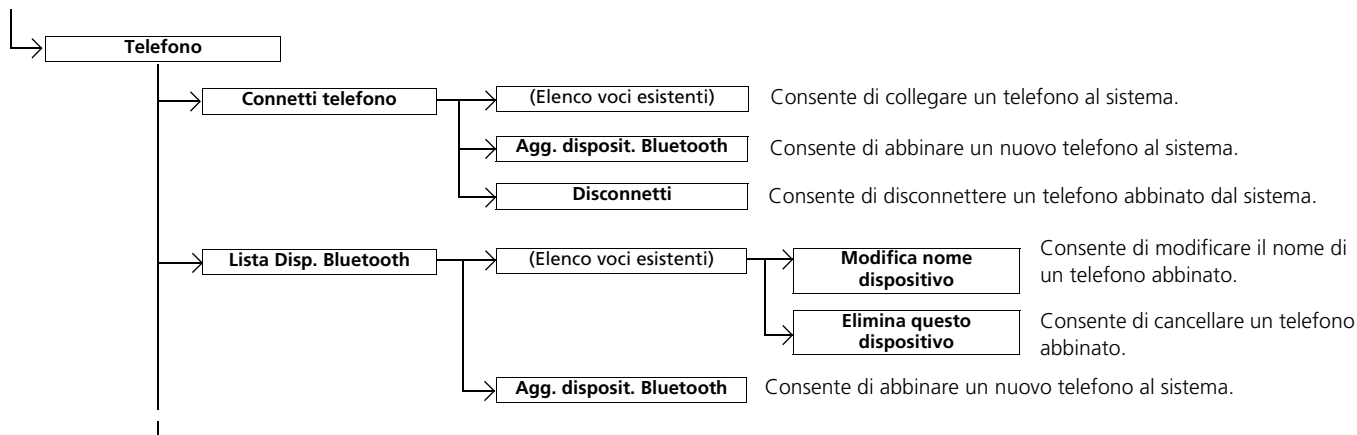 Telefono
Connetti telefono
(Elenco voci esistenti)
Consente di collegare un telefono al sistema.
Agg. disposit. Bluetooth
Consente di abbinare un nuovo telefono al sistema.
Disconnetti
Consente di disconnettere un telefono abbinato dal sistema.
Lista Disp. Bluetooth
(Elenco voci esistenti)
Modifica nome
dispositivo
Consente di modificare il nome di
un telefono abbinato.
Elimina questo
dispositivo
Consente di cancellare un telefono
abbinato.
Agg. disposit. Bluetooth
Consente di abbinare un nuovo telefono al sistema.